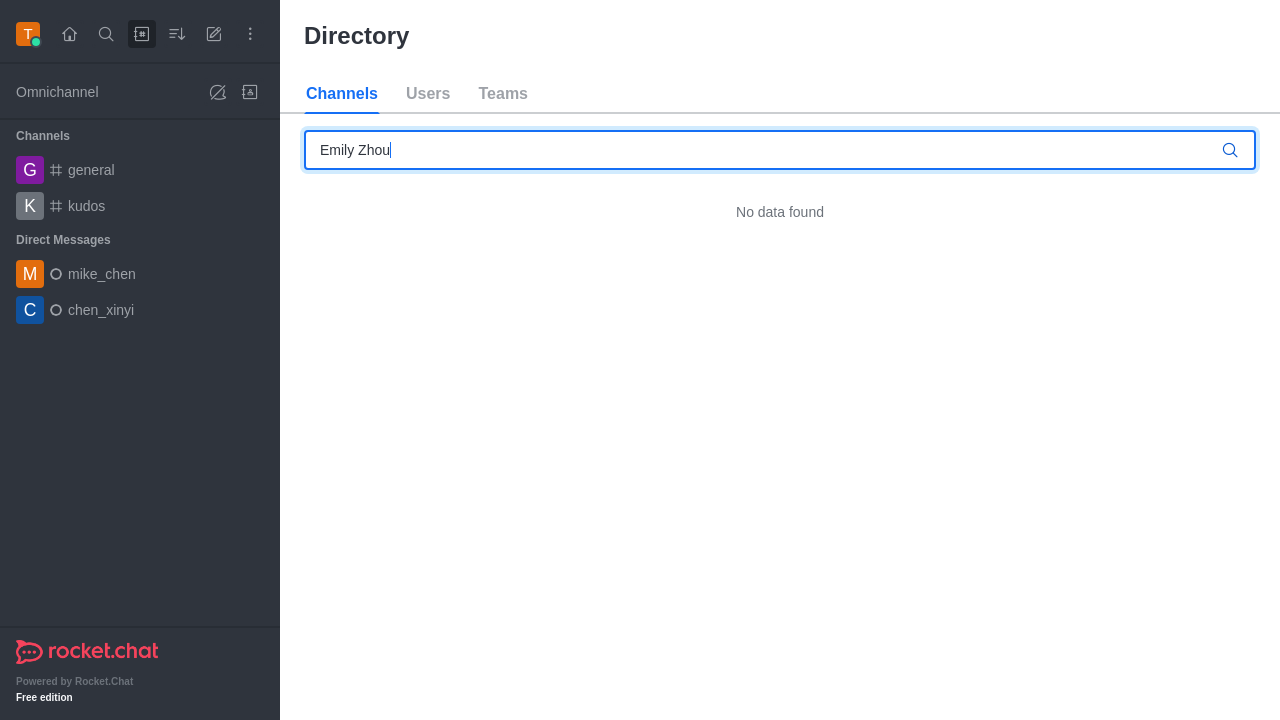 T
Directory
Omnichannel
Channels Users Teams
Emily Zhou
No data found
Channels
G general
K kudos
Direct Messages
M mike_chen
C chen_xinyi
rocket.chat
Powered by Rocket.Chat
Free edition